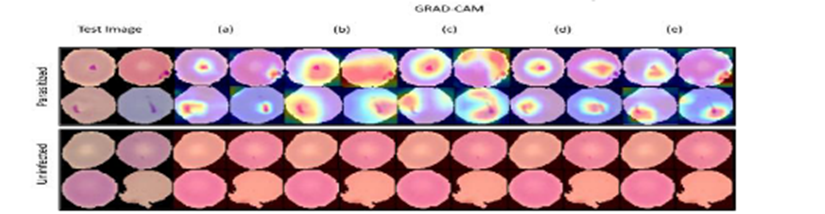 GRAD-CAM
Test Image (a) (b) (c) (d) (e)
Parasitized
Uninfected